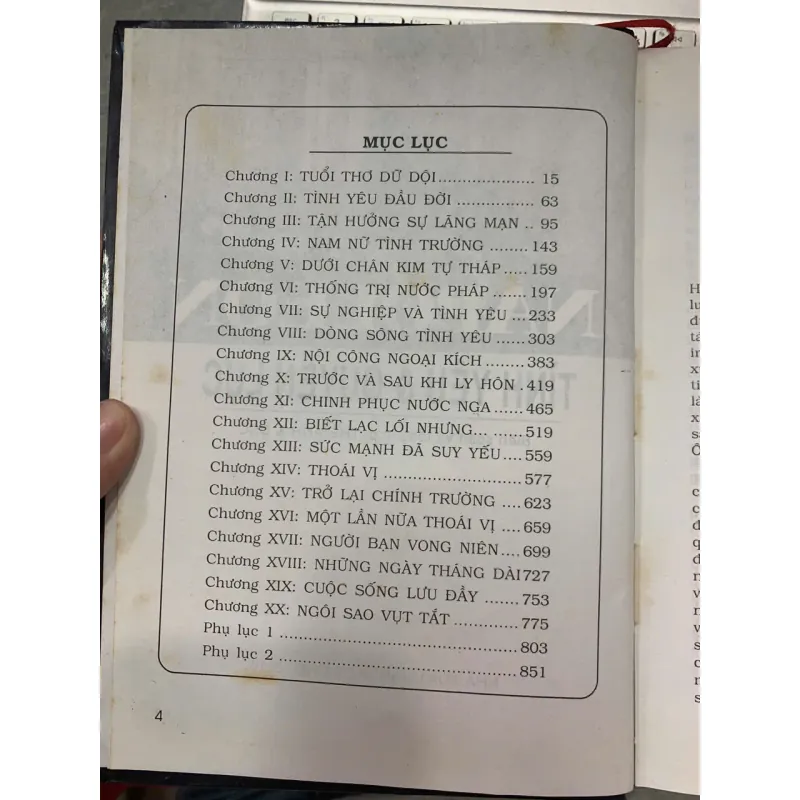 MỤC LỤC
Chương I: TUỔI THƠ DỮ DỘI..................... 15
Chương II: TÌNH YÊU ĐẦU ĐỜI ................. 63
Chương III: TẬN HƯỞNG SỰ LÃNG MẠN .. 95
Chương IV: NAM NỮ TÌNH TRƯỜNG ........ 143
Chương V: DƯỚI CHÂN KIM TỰ THÁP.....159
Chương VI: THỐNG TRỊ NƯỚC PHÁP ....... 197
Chương VII: SỰ NGHIỆP VÀ TÌNH YÊU ...233
Chương VIII: DÒNG SÔNG TÌNH YÊU .......303
Chương IX: NỘI CÔNG NGOẠI KÍCH.........383
Chương X: TRƯỚC VÀ SAU KHI LY HÔN .419
Chương XI: CHINH PHỤC NƯỚC NGA ......465
Chương XII: BIẾT LẠC LỐI NHƯNG... .......519
Chương XIII: SỨC MẠNH ĐÃ SUY YẾU ....559
Chương XIV: THOÁI VỊ ..............................577
Chương XV: TRỞ LẠI CHÍNH TRƯỜNG ....623
Chương XVI: MỘT LẦN NỮA THOÁI VỊ ....659
Chương XVII: NGƯỜI BẠN VONG NIÊN....699
Chương XVIII: NHỮNG NGÀY THÁNG DÀI727
Chương XIX: CUỘC SỐNG LƯU ĐẦY .......753
Chương XX: NGÔI SAO VỤT TẮT .............775
Phụ lục 1 ..................................................803
Phụ lục 2 ..................................................851
4